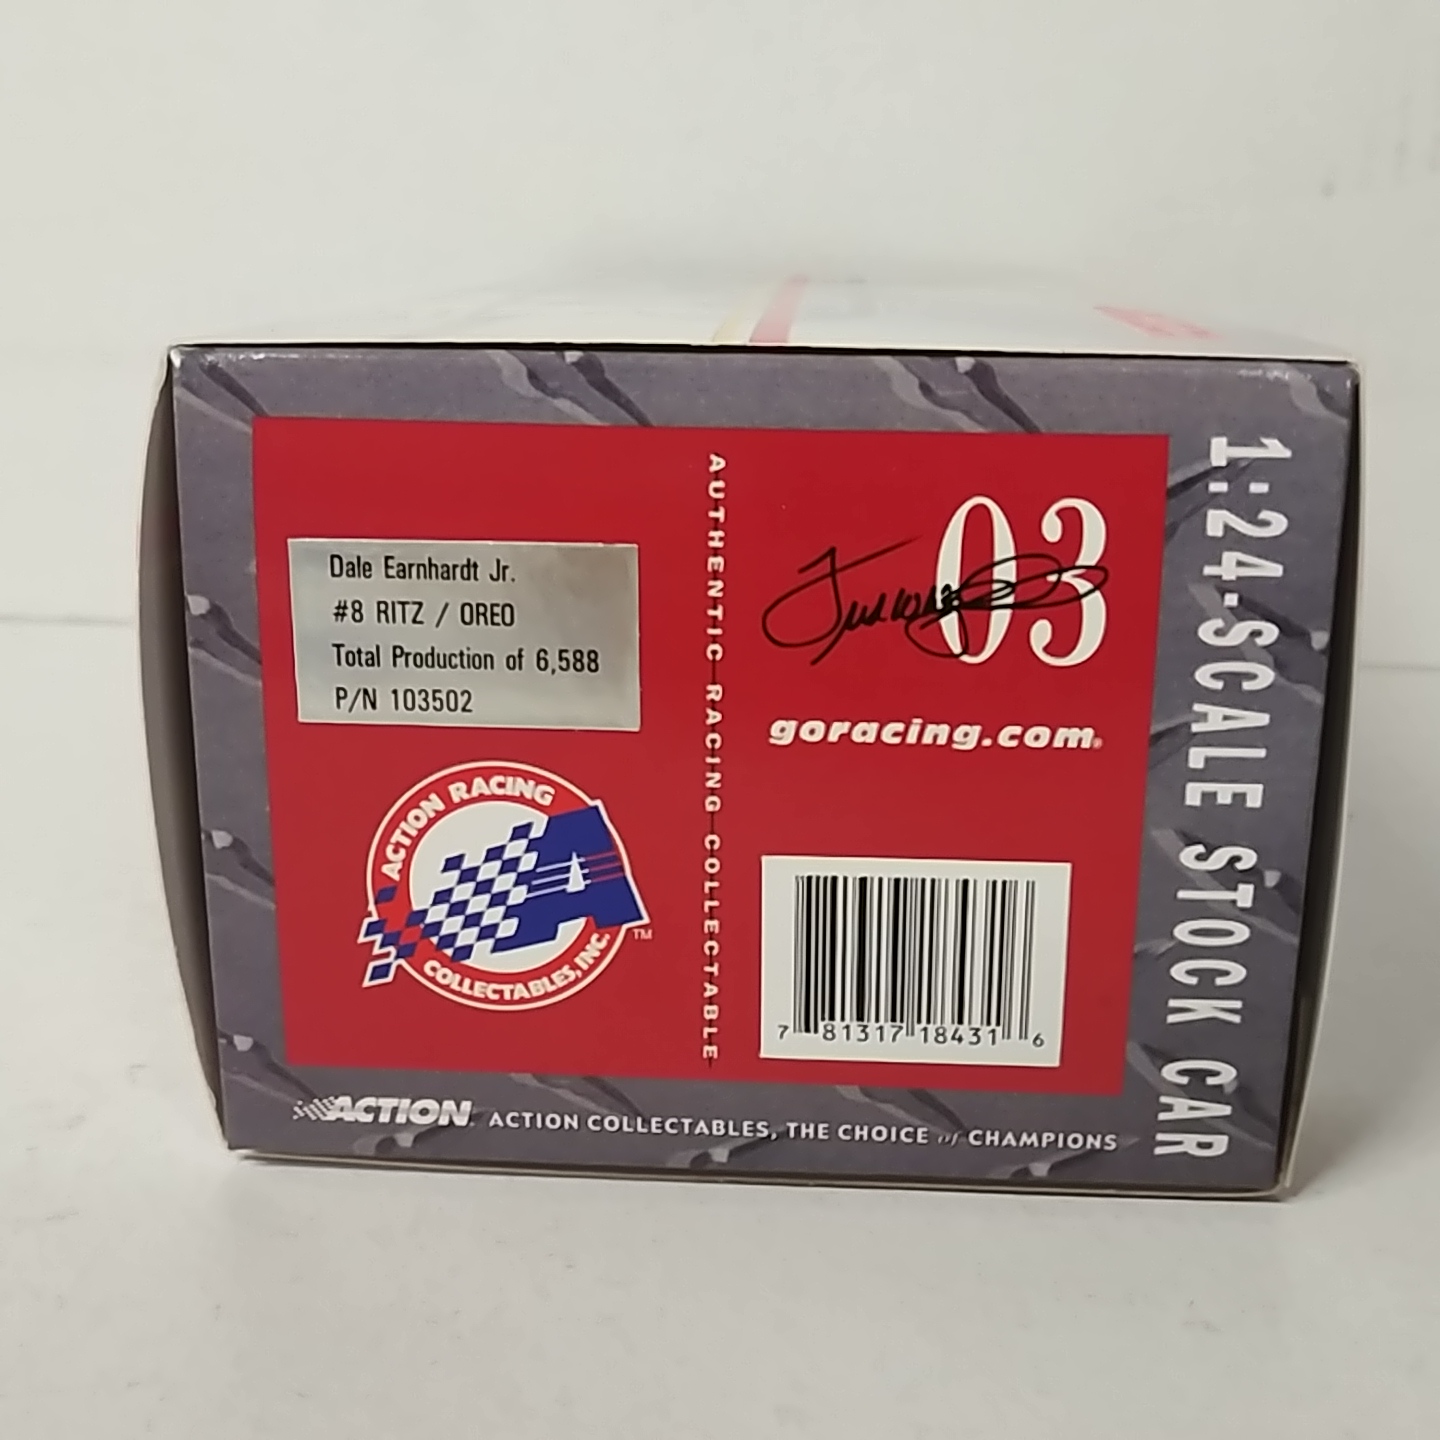 Dale Earnhardt Jr.
#8 RITZ / OREO
Total Production of 6,588
P/N 103502
ACTION RACING
COLLECTABLES, INC.
TM
AUTHENTIC RACING COLLECTABLE
03
goracing.com
7 81317 18431 6
1:24-SCALE STOCK CAR
ACTION
ACTION COLLECTABLES, THE CHOICE of CHAMPIONS